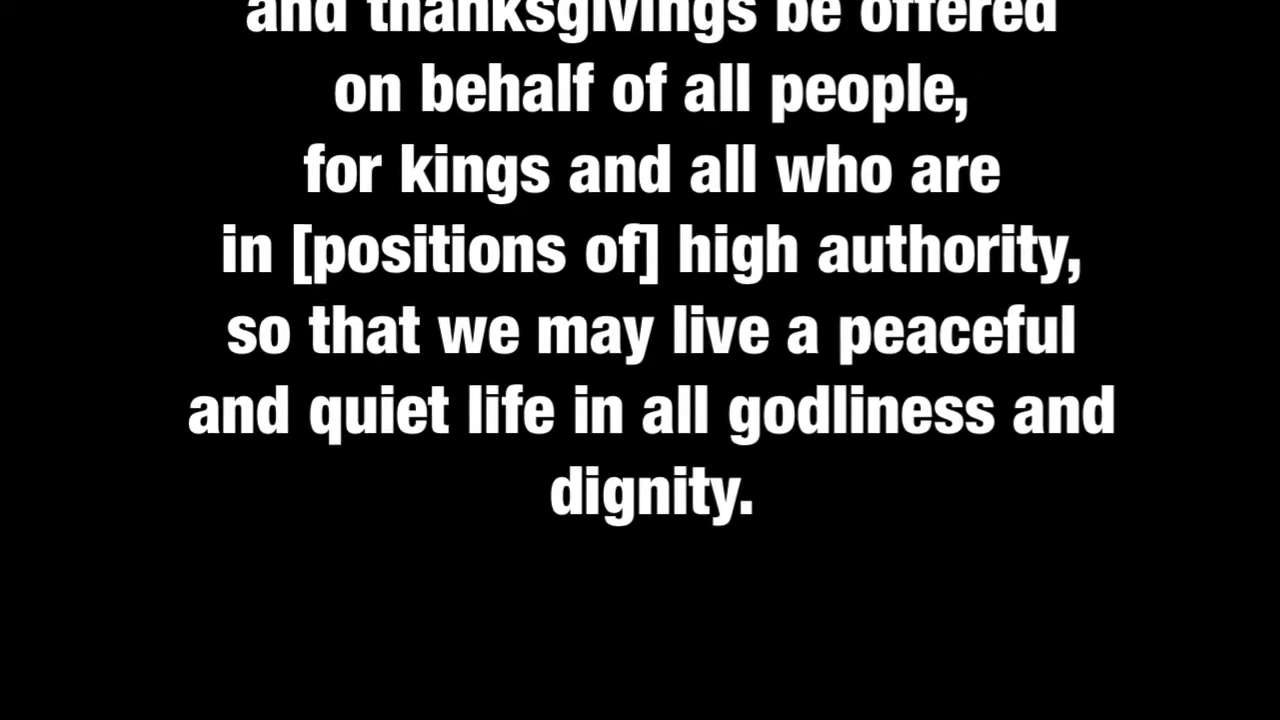 and thanksgivings be offered
on behalf of all people,
for kings and all who are
in [positions of] high authority,
so that we may live a peaceful
and quiet life in all godliness and
dignity.